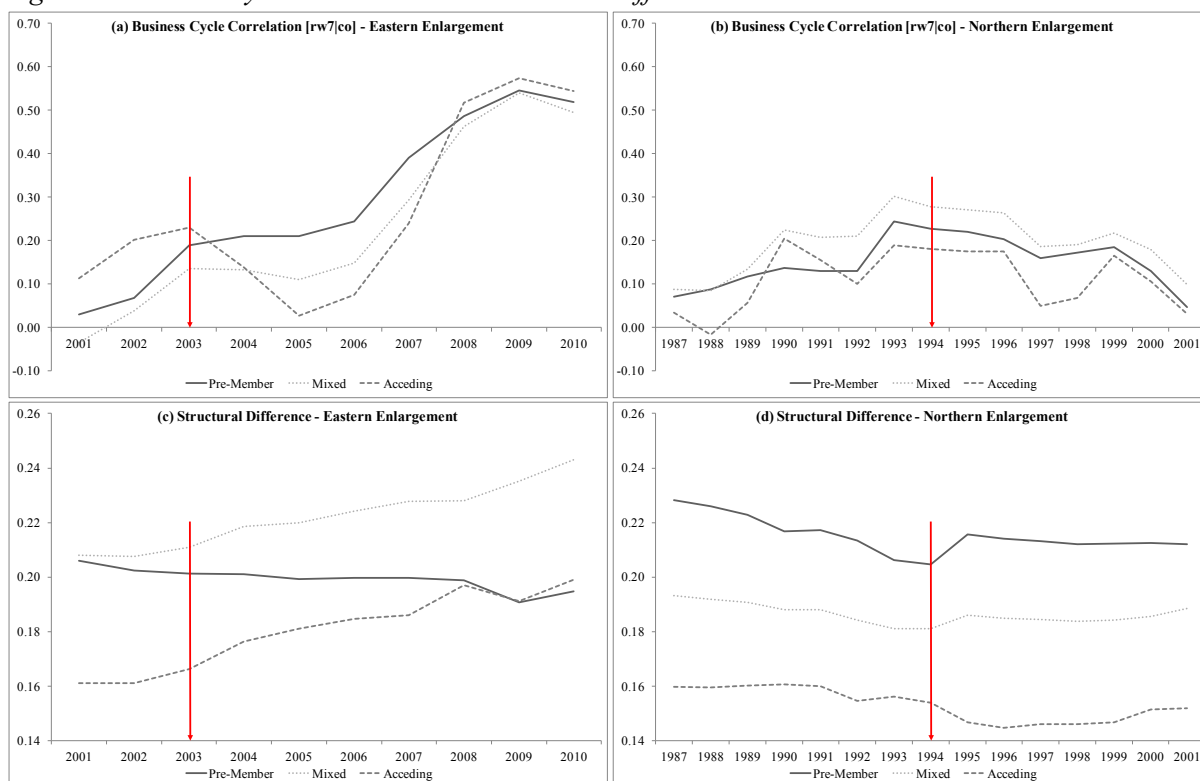 (a) Business Cycle Correlation [rw7|co] - Eastern Enlargement
0.70
0.60
0.50
0.40
0.30
0.20
0.10
0.00
-0.10
2001 2002 2003 2004 2005 2006 2007 2008 2009 2010
Pre-Member Mixed Acceding
(b) Business Cycle Correlation [rw7|co] - Northern Enlargement
0.70
0.60
0.50
0.40
0.30
0.20
0.10
0.00
-0.10
1987 1988 1989 1990 1991 1992 1993 1994 1995 1996 1997 1998 1999 2000 2001
Pre-Member Mixed Acceding
(c) Structural Difference - Eastern Enlargement
0.26
0.24
0.22
0.20
0.18
0.16
0.14
2001 2002 2003 2004 2005 2006 2007 2008 2009 2010
Pre-Member Mixed Acceding
(d) Structural Difference - Northern Enlargement
0.26
0.24
0.22
0.20
0.18
0.16
0.14
1987 1988 1989 1990 1991 1992 1993 1994 1995 1996 1997 1998 1999 2000 2001
Pre-Member Mixed Acceding